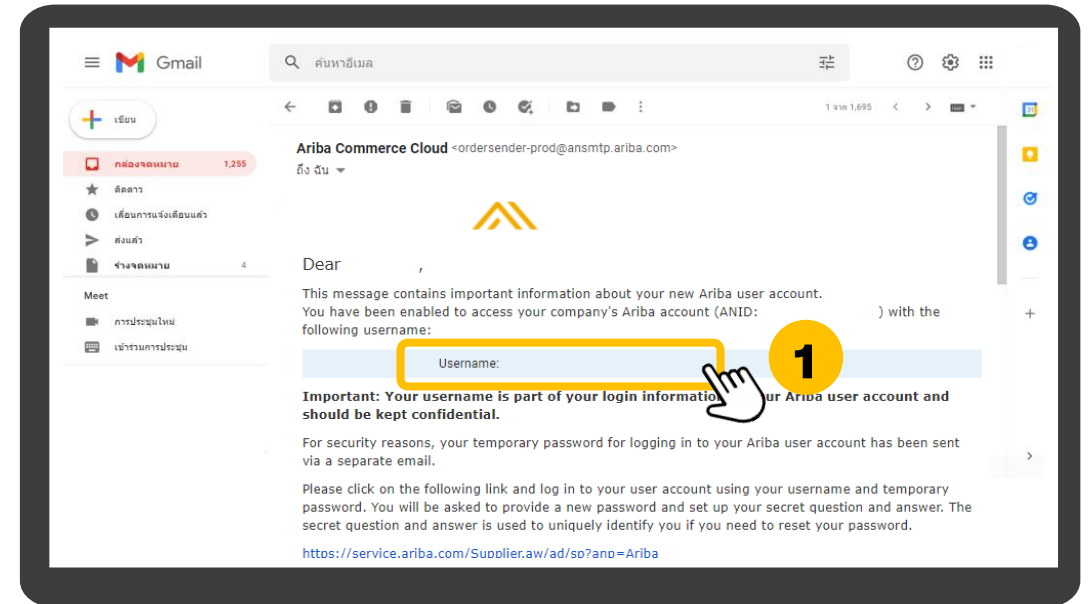 Gmail
ค้นหาอีเมล
เขียน
1 จาก 1,695
กล่องจดหมาย 1,255
ติดดาว
เลื่อนการแจ้งเตือนแล้ว
ส่งแล้ว
ร่างจดหมาย 4
Meet
การประชุมใหม่
เข้าร่วมการประชุม
Ariba Commerce Cloud <ordersender-prod@ansmtp.ariba.com>
ถึง ฉัน
Dear ,
This message contains important information about your new Ariba user account.
You have been enabled to access your company's Ariba account (ANID: ) with the
following username:
Username:
1
Important: Your username is part of your login information ur Ariba user account and
should be kept confidential.
For security reasons, your temporary password for logging in to your Ariba user account has been sent
via a separate email.
Please click on the following link and log in to your user account using your username and temporary
password. You will be asked to provide a new password and set up your secret question and answer. The
secret question and answer is used to uniquely identify you if you need to reset your password.
https://service.ariba.com/Supplier.aw/ad/sp?anp=Ariba
31